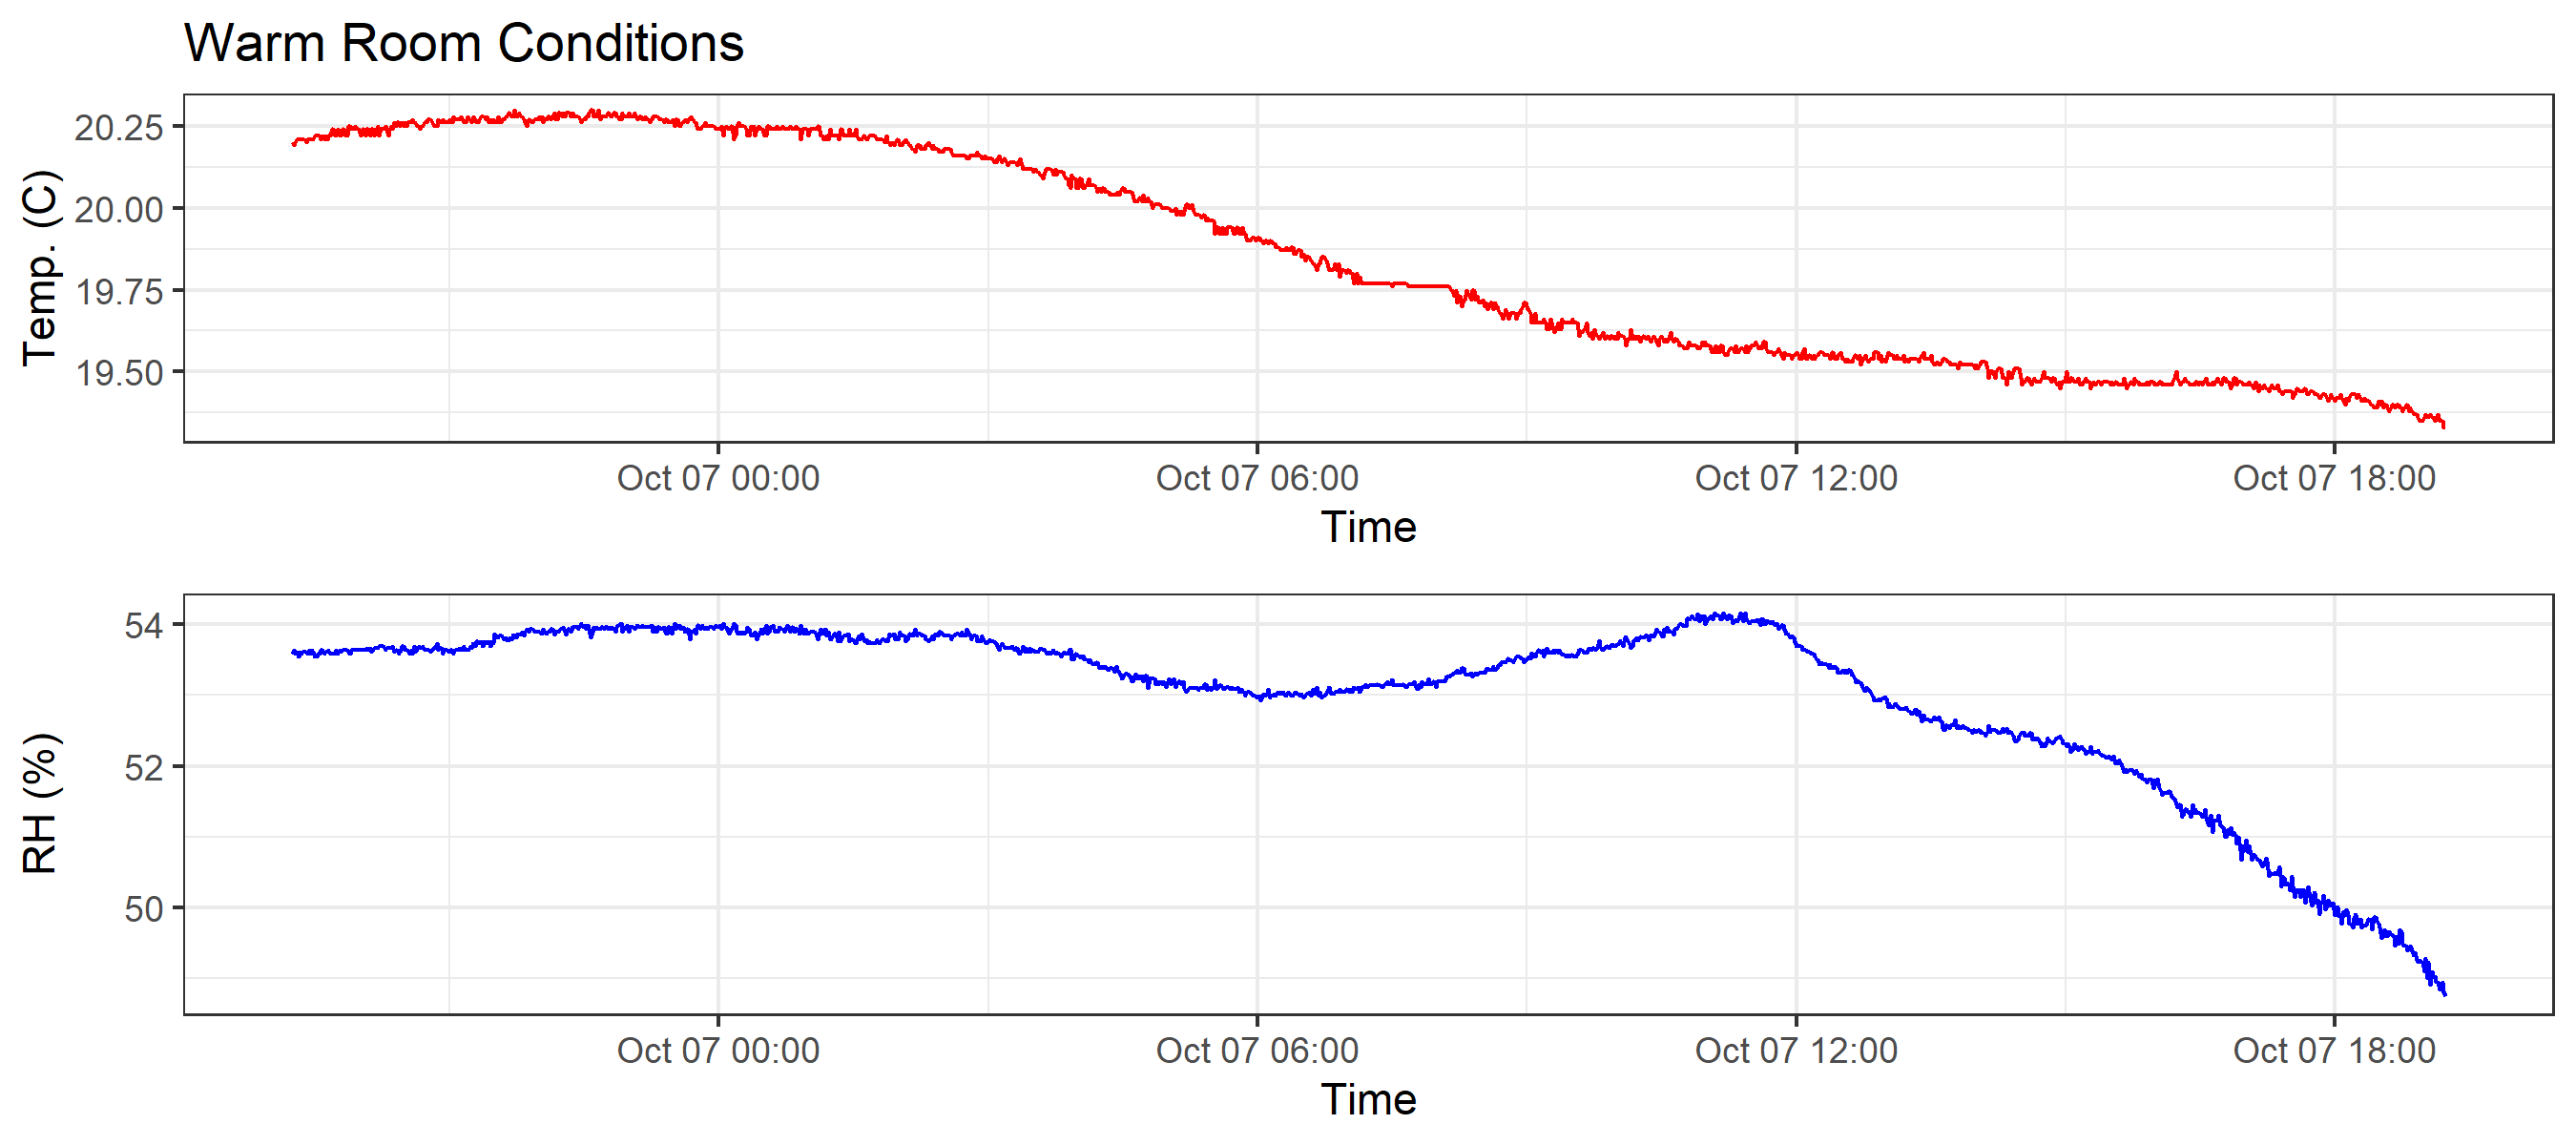 Warm Room Conditions
Temp. (C)
20.25
20.00
19.75
19.50
Oct 07 00:00 Oct 07 06:00 Oct 07 12:00 Oct 07 18:00
Time
RH (%)
54
52
50
Oct 07 00:00 Oct 07 06:00 Oct 07 12:00 Oct 07 18:00
Time